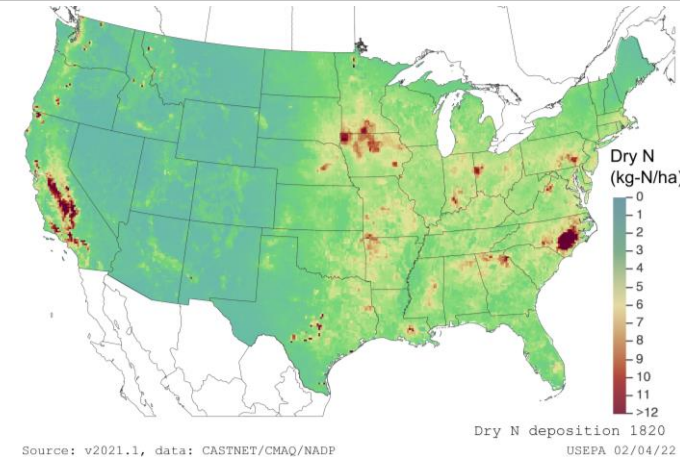 Dry N
(kg-N/ha)
0
1
2
3
4
5
6
7
8
9
10
11
>12
Dry N deposition 1820
Source: v2021.1, data: CASTNET/CMAQ/NADP
USEPA 02/04/22